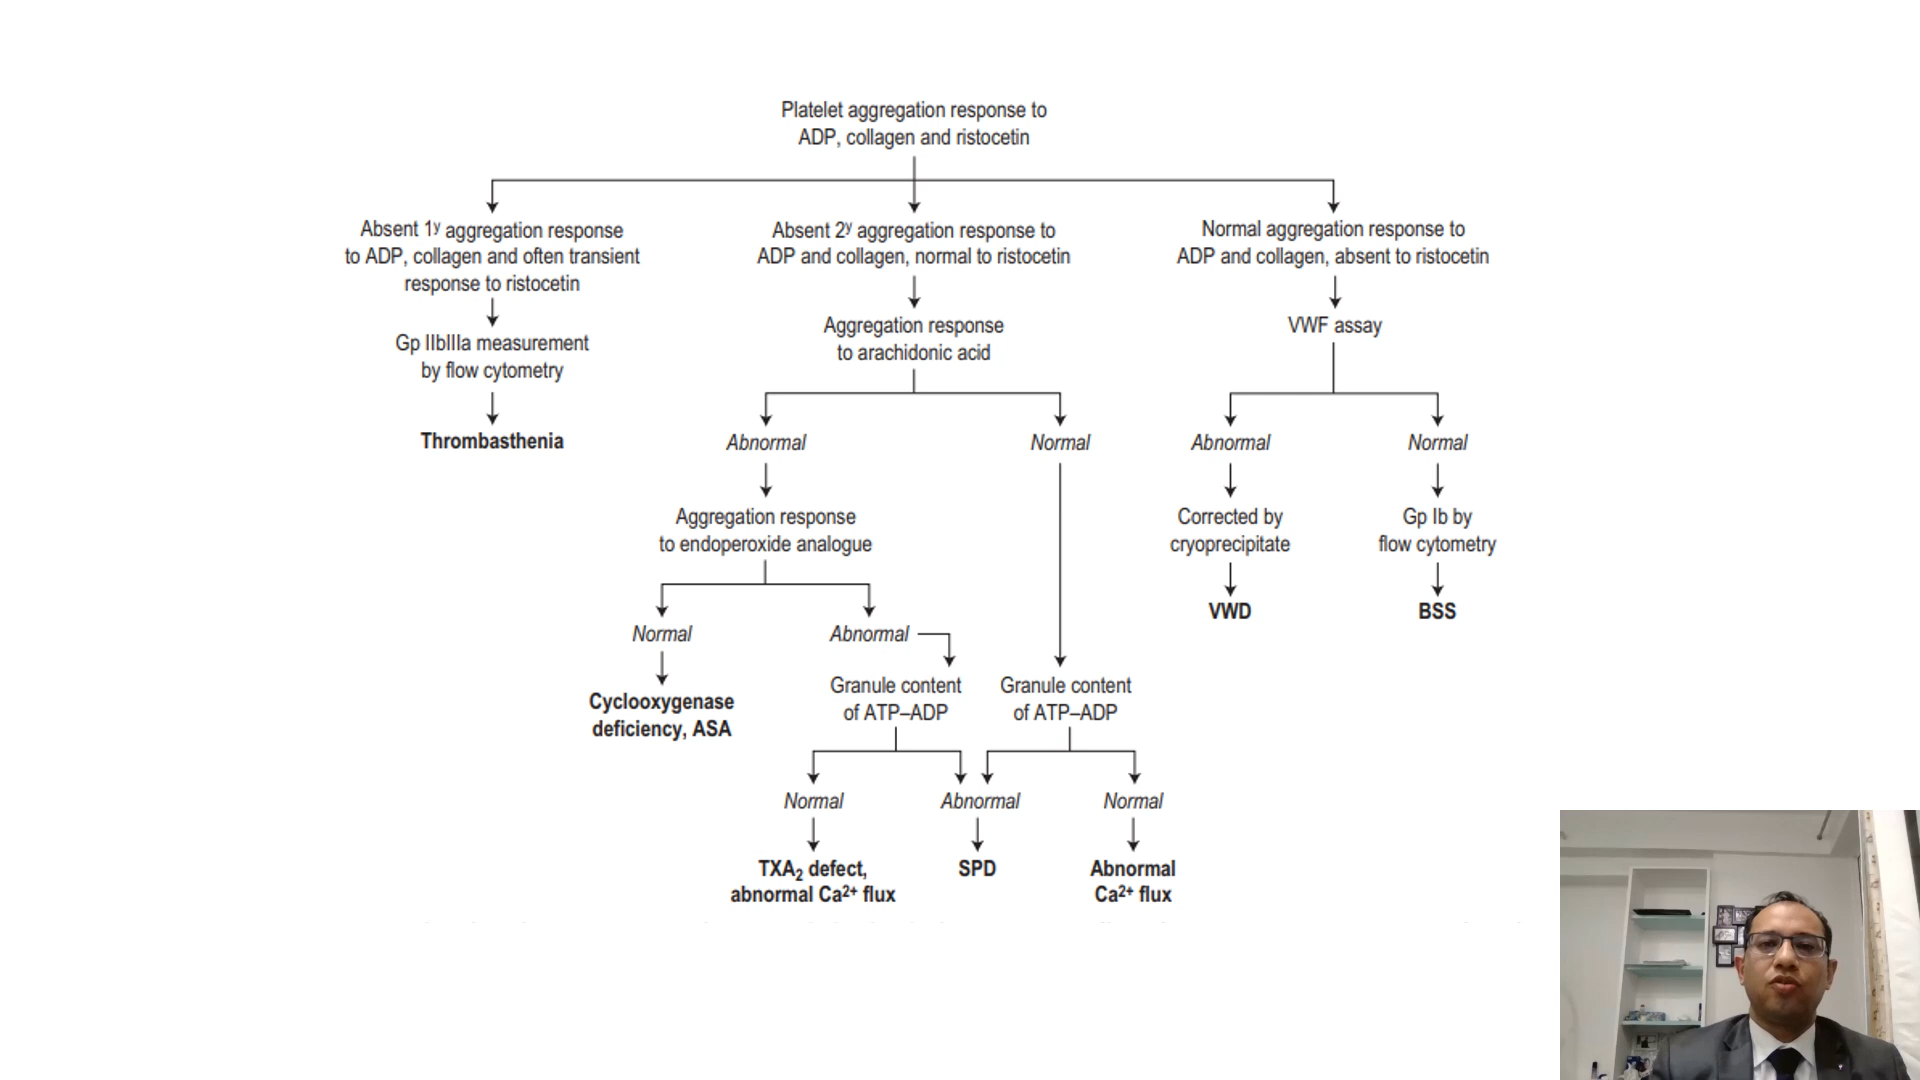 Platelet aggregation response to
ADP, collagen and ristocetin
Absent 1y aggregation response
to ADP, collagen and often transient
response to ristocetin
Gp IIbIIIa measurement
by flow cytometry
Thrombasthenia
Absent 2y aggregation response to
ADP and collagen, normal to ristocetin
Aggregation response
to arachidonic acid
Abnormal
Normal
Aggregation response
to endoperoxide analogue
Normal
Abnormal
Cyclooxygenase
deficiency, ASA
Granule content
of ATP–ADP
Granule content
of ATP–ADP
Normal
Abnormal
Normal
TXA2 defect,
abnormal Ca2+ flux
SPD
Abnormal
Ca2+ flux
Normal aggregation response to
ADP and collagen, absent to ristocetin
VWF assay
Abnormal
Normal
Corrected by
cryoprecipitate
Gp Ib by
flow cytometry
VWD
BSS